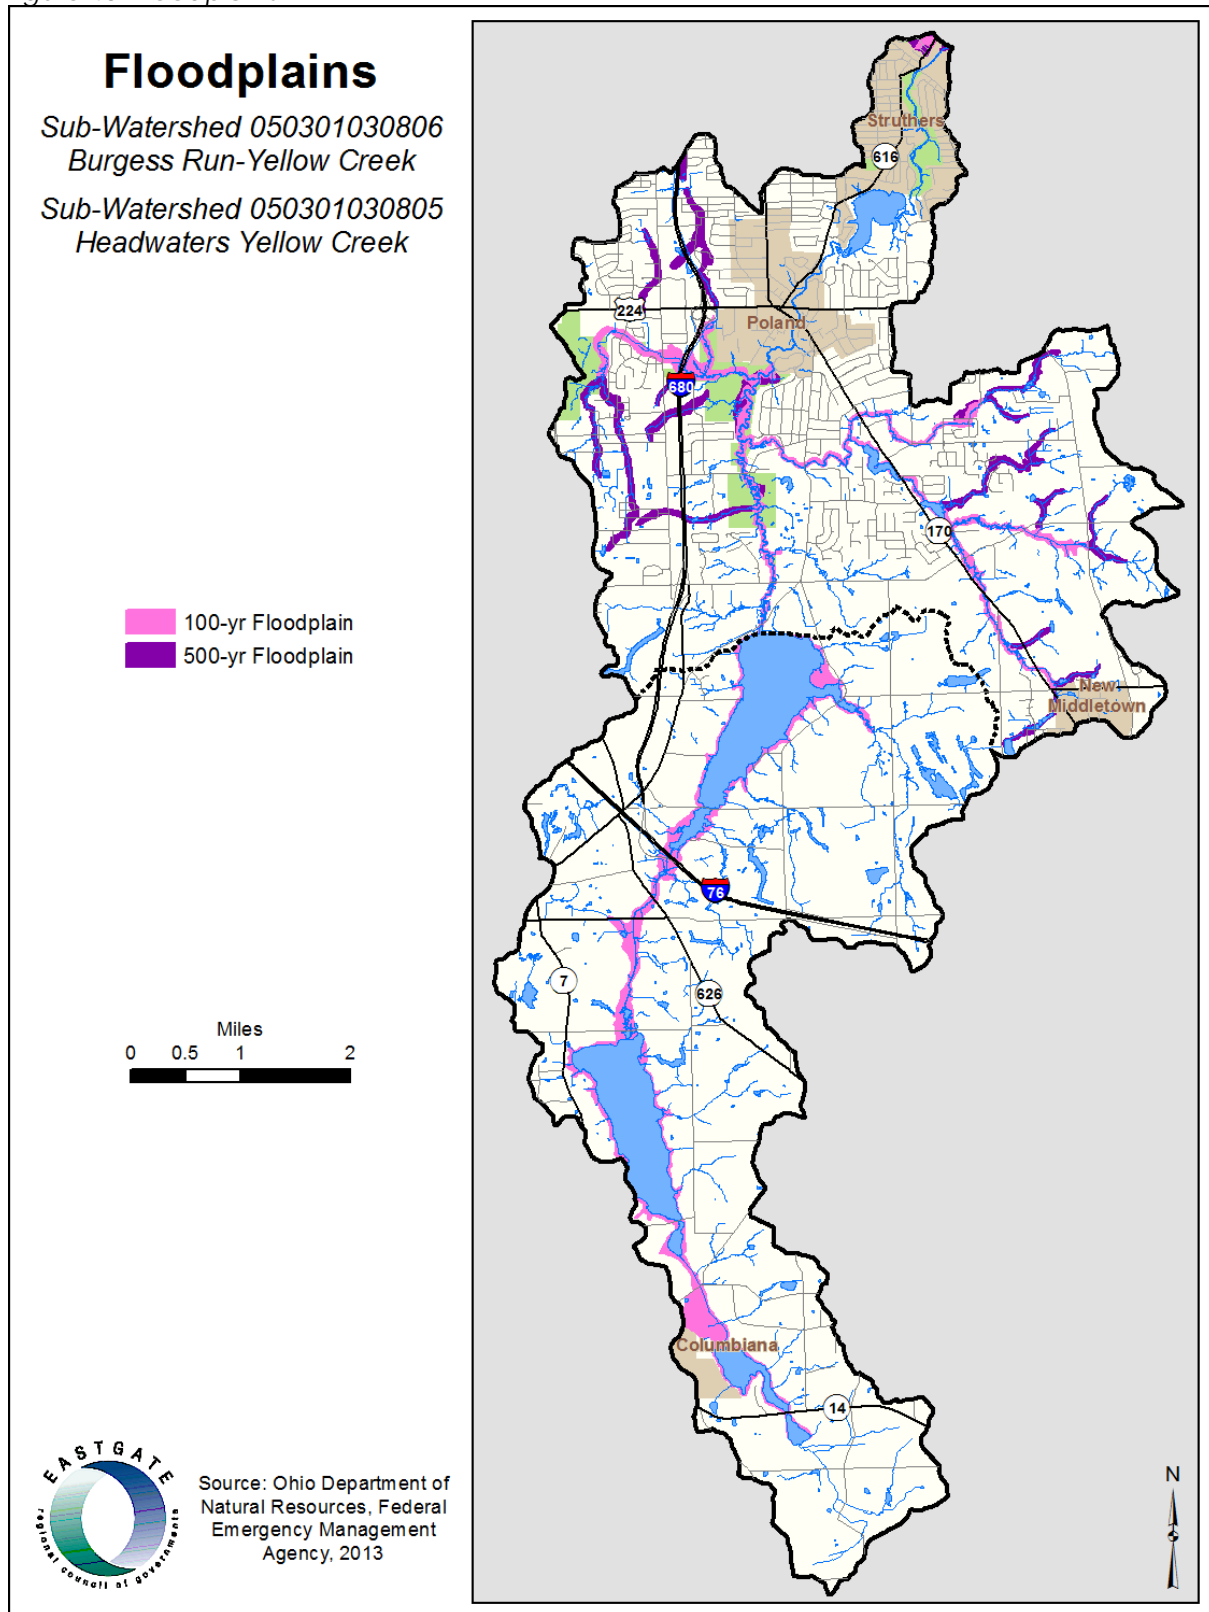 Floodplains
Sub-Watershed 050301030806
Burgess Run-Yellow Creek
Sub-Watershed 050301030805
Headwaters Yellow Creek
Struthers
616
224
Poland
680
170
100-yr Floodplain
500-yr Floodplain
New
Middletown
76
7
626
Miles
0 0.5 1 2
Columbiana
14
EASTGATE
regional council of governments
Source: Ohio Department of
Natural Resources, Federal
Emergency Management
Agency, 2013
N